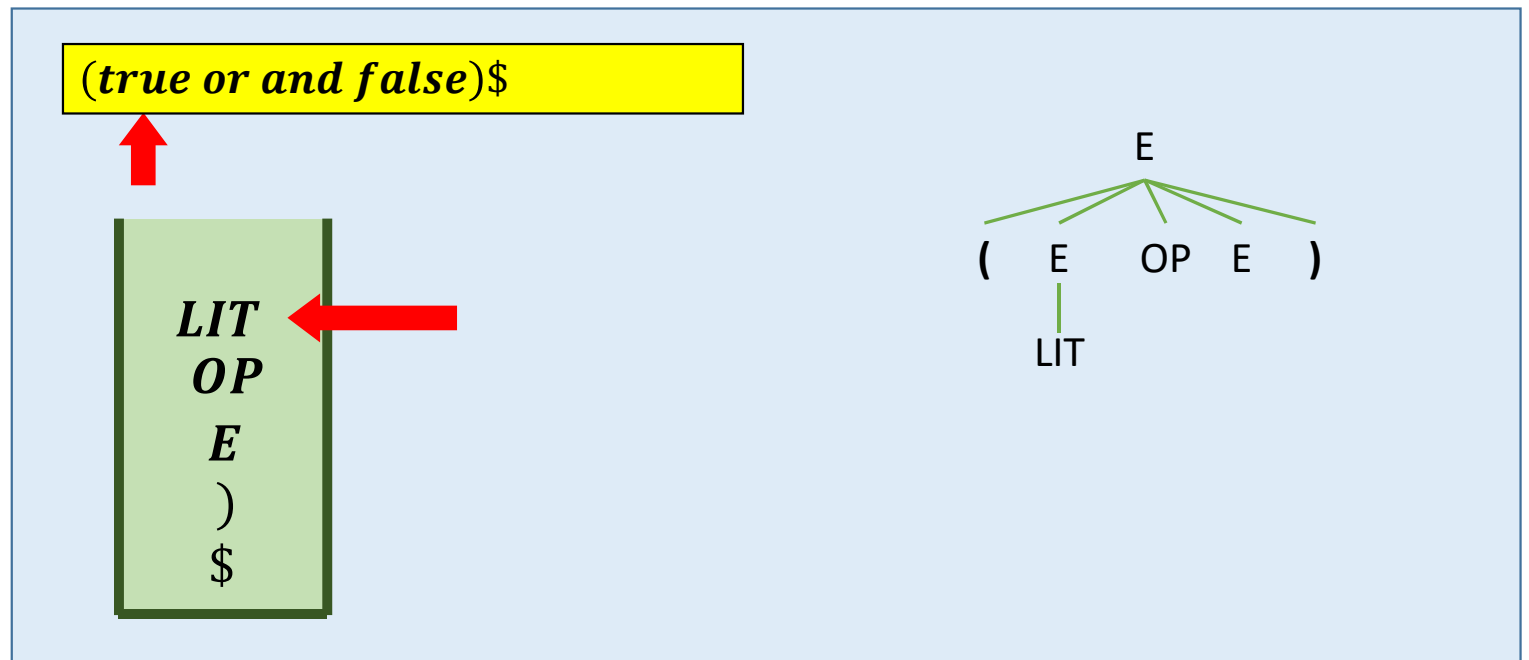 (true or and false)$
E
( E OP E )
LIT
LIT
OP
E
)
$